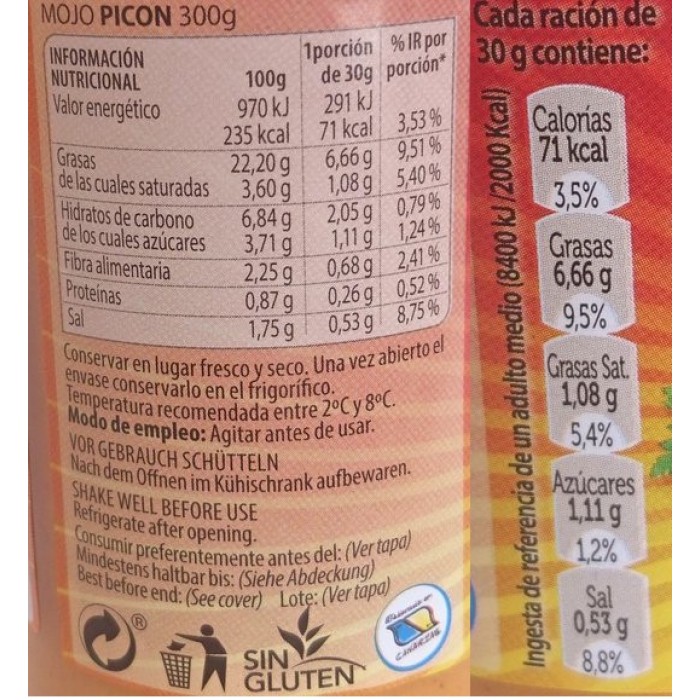 MOJO PICON 300g
INFORMACIÓN NUTRICIONAL 100g 1porción de 30g % IR por porción*
Valor energético 970 kJ 291 kJ
235 kcal 71 kcal 3,53 %
Grasas 22,20 g 6,66 g 9,51 %
de las cuales saturadas 3,60 g 1,08 g 5,40 %
Hidratos de carbono 6,84 g 2,05 g 0,79 %
de los cuales azúcares 3,71 g 1,11 g 1,24 %
Fibra alimentaria 2,25 g 0,68 g 2,41 %
Proteínas 0,87 g 0,26 g 0,52 %
Sal 1,75 g 0,53 g 8,75 %
Conservar en lugar fresco y seco. Una vez abierto el
envase conservarlo en el frigorífico.
Temperatura recomendada entre 2ºC y 8ºC.
Modo de empleo: Agitar antes de usar.
VOR GEBRAUCH SCHÜTTELN
Nach dem Offnen im Kühischrank aufbewaren.
SHAKE WELL BEFORE USE
Refrigerate after opening.
Consumir preferentemente antes del: (Ver tapa)
Mindestens haltbar bis: (Siehe Abdeckung)
Best before end: (See cover) Lote: (Ver tapa)
®
SIN
GLUTEN
CANARIAS
Cada ración de
30 g contiene:
Ingesta de referencia de un adulto medio (8400 kJ /2000 Kcal)
Calorías
71 kcal
3,5%
Grasas
6,66 g
9,5%
Grasas Sat.
1,08 g
5,4%
Azúcares
1,11 g
1,2%
Sal
0,53 g
8,8%